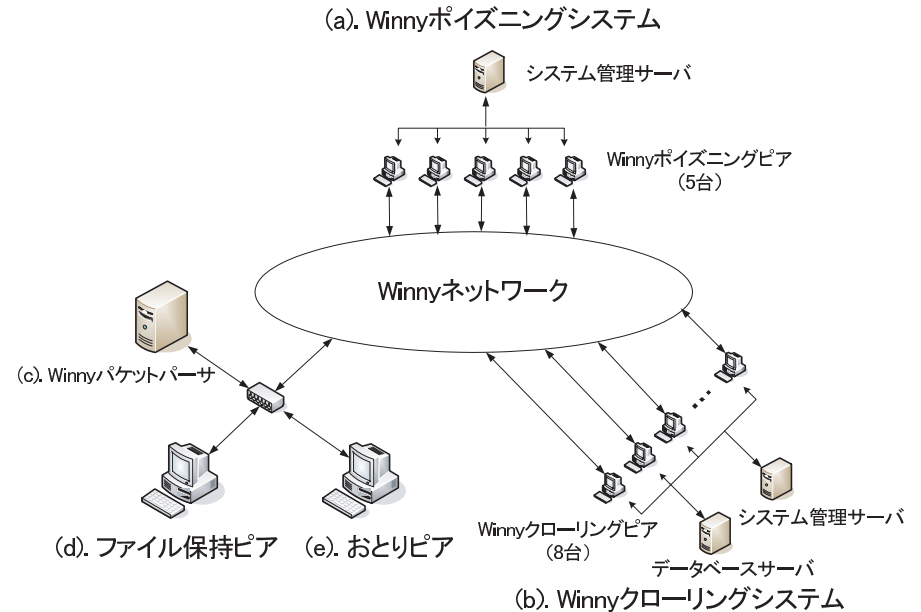 (a). Winnyポイズニングシステム
システム管理サーバ
Winnyポイズニングピア
(5台)
Winnyネットワーク
(c). Winnyパケットパーサ
(d). ファイル保持ピア
(e). おとりピア
Winnyクローリングピア
(8台)
システム管理サーバ
データベースサーバ
(b). Winnyクローリングシステム